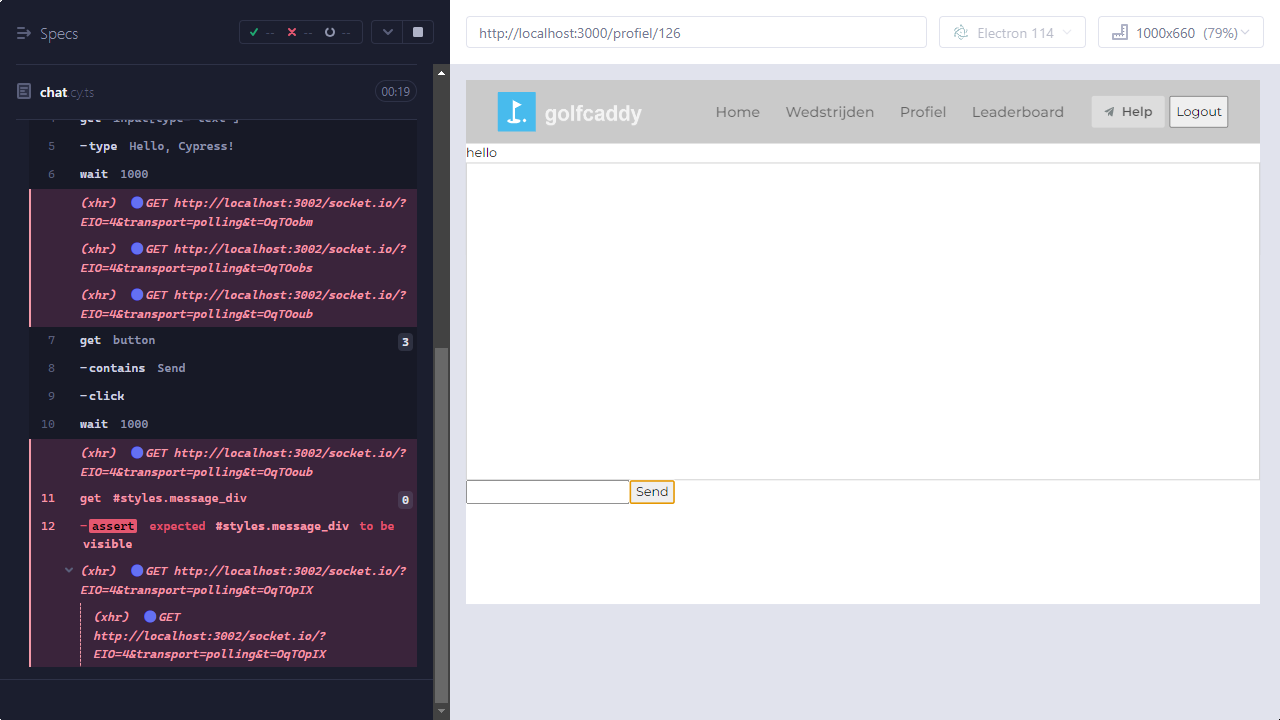 Specs
-- -- --
chat.cy.ts
00:19
5 -type Hello, Cypress!
6 wait 1000
(xhr) GET http://localhost:3002/socket.io/?
EIO=4&transport=polling&t=OqTOobm
(xhr) GET http://localhost:3002/socket.io/?
EIO=4&transport=polling&t=OqTOobs
(xhr) GET http://localhost:3002/socket.io/?
EIO=4&transport=polling&t=OqTOoub
7 get button 3
8 -contains Send
9 -click
10 wait 1000
(xhr) GET http://localhost:3002/socket.io/?
EIO=4&transport=polling&t=OqTOoub
11 get #styles.message_div 0
12 -assert expected #styles.message_div to be
visible
(xhr) GET http://localhost:3002/socket.io/?
EIO=4&transport=polling&t=OqTOpIX
(xhr) GET
http://localhost:3002/socket.io/?
EIO=4&transport=polling&t=OqTOpIX
http://localhost:3000/profiel/126
Electron 114
1000x660 (79%)
golfcaddy
Home Wedstrijden Profiel Leaderboard Help Logout
hello
Send